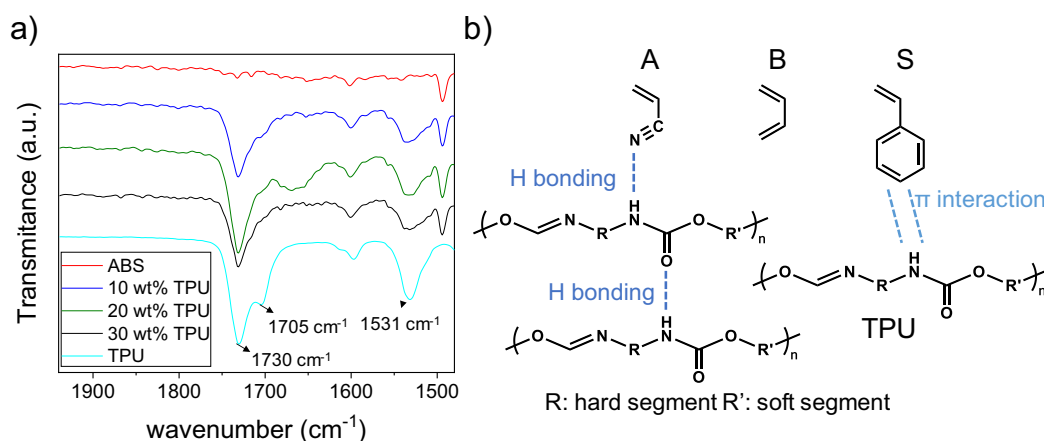 a)
Transmitance (a.u.)
ABS
10 wt% TPU
20 wt% TPU
30 wt% TPU
TPU
1705 cm⁻¹
1730 cm⁻¹
1531 cm⁻¹
1900 1800 1700 1600 1500
wavenumber (cm⁻¹)
b)
A B S
N C
H bonding
π interaction
H
O N R N O R' n
O
H bonding
H
O N R N O R' n
O
H
O N R N O R' n
O
TPU
R: hard segment R': soft segment